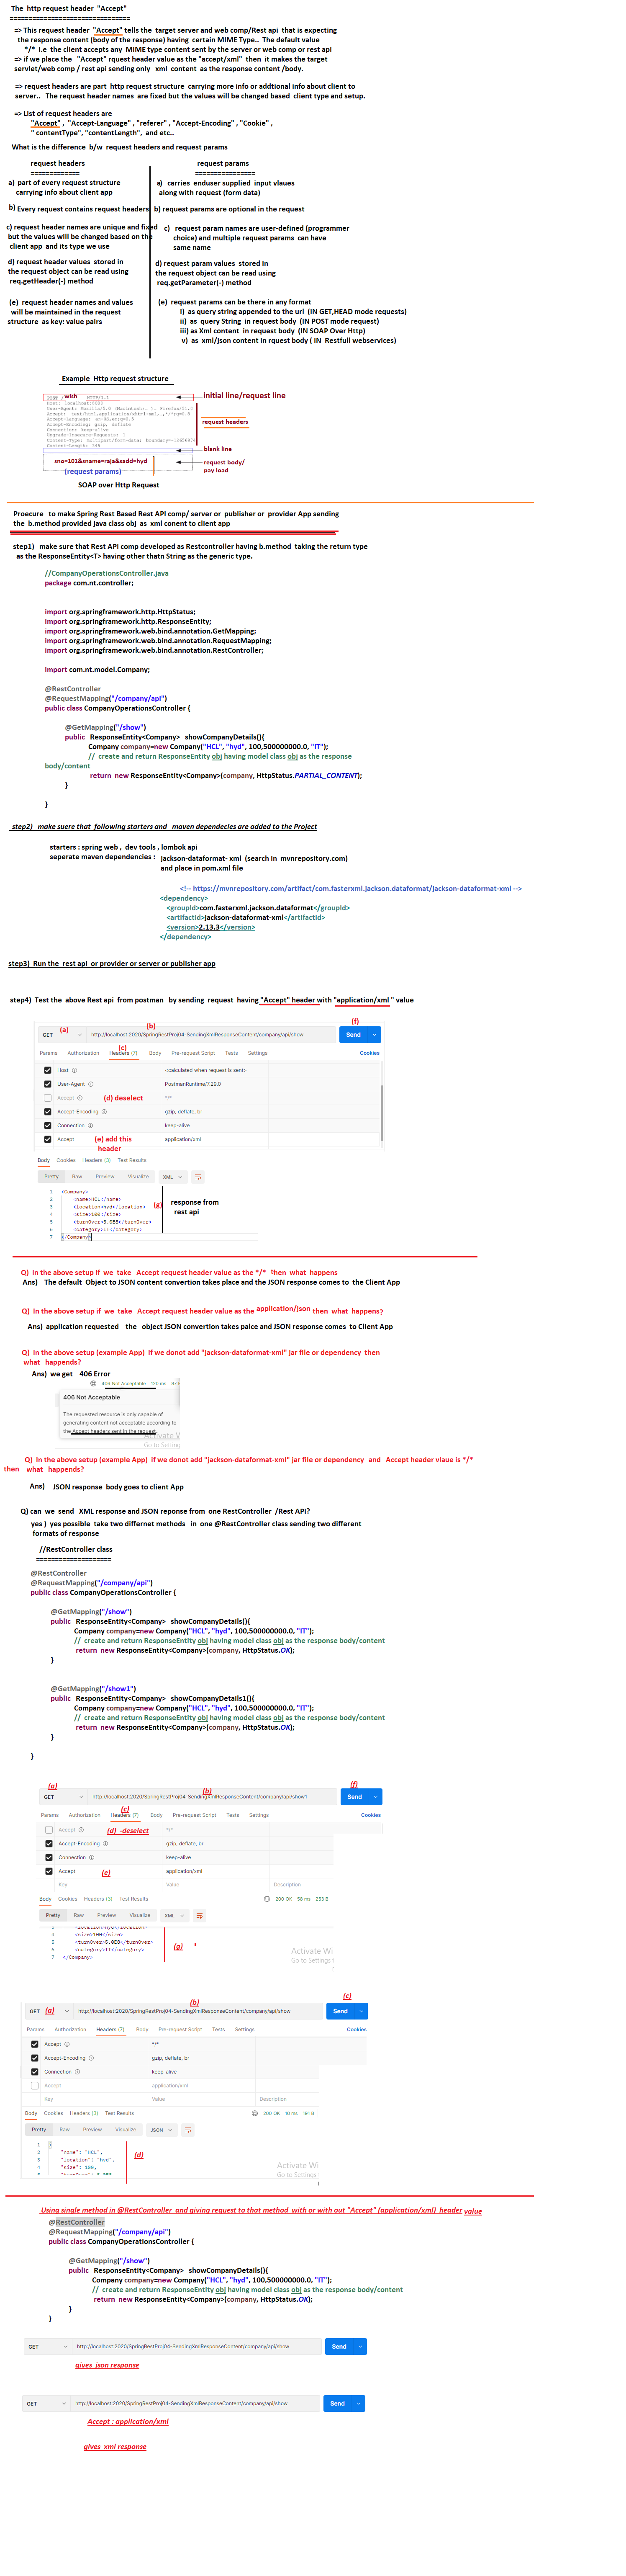 The  http request header  "Accept"
================================
=> This request header  "Accept" tells the  target server and web comp/Rest api  that is expecting
the response content (body of the response) having  certain MIME Type..  The default value
*/*  i.e  the client accepts any  MIME type content sent by the server or web comp or rest api
=> if we place the   "Accept" rquest header value as the "accept/xml"  then  it makes the target
servlet/web comp / rest api sending only   xml  content  as the response content /body.
=> request headers are part  http request structure  carrying more info or addtional info about client to
server..   The request header names  are fixed but the values will be changed based  client type and setup.
=> List of request headers are
"Accept" ,  "Accept-Language" , "referer" , "Accept-Encoding" , "Cookie" ,
" contentType", "contentLength",  and etc..
What is the difference  b/w  request headers and request params
request headers
=============
a)  part of every request structure
carrying info about client app
b) Every request contains request headers
c) request header names are unique and fixed
but the values will be changed based on the
client app   and its type we use
d) request header values  stored in
the request object can be read using
req.getHeader(-) method
(e)  request header names and values
will be maintained in the request
structure  as key: value pairs
request params
================
a)   carries  enduser supplied  input vlaues
along with request (form data)
b) request params are optional in the request
c)   request param names are user-defined (programmer
choice) and multiple request params  can have
same name
d) request param values  stored in
the request object can be read using
req.getParameter(-) method
(e)   request params can be there in any format
i)  as query string appended to the url  (IN GET,HEAD mode requests)
ii)  as  query String  in request body  (IN POST mode request)
iii) as Xml content  in request body  (IN SOAP Over Http)
v)  as  xml/json content in rquest body ( IN  Restfull webservices)
Example  Http request structure
POST / wish HTTP/1.1
initial line/request line
request headers
blank line
sno=101&sname=raja&sadd=hyd
request body/
pay load
(request params)
SOAP over Http Request
Proecure   to make Spring Rest Based Rest API comp/ server or  publisher or  provider App sending
the  b.method provided java class obj  as  xml conent to client app
step1)   make sure that Rest API comp developed as Restcontroller having b.method  taking the return type
as the ResponseEntity<T> having other thatn String as the generic type.
//CompanyOperationsController.java
package com.nt.controller;
import org.springframework.http.HttpStatus;
import org.springframework.http.ResponseEntity;
import org.springframework.web.bind.annotation.GetMapping;
import org.springframework.web.bind.annotation.RequestMapping;
import org.springframework.web.bind.annotation.RestController;
import com.nt.model.Company;
@RestController
@RequestMapping("/company/api")
public class CompanyOperationsController {
@GetMapping("/show")
public   ResponseEntity<Company>   showCompanyDetails(){
Company company=new Company("HCL", "hyd", 100,500000000.0, "IT");
//  create and return ResponseEntity obj having model class obj as the response
body/content
return  new ResponseEntity<Company>(company, HttpStatus.PARTIAL_CONTENT);
}
}
step2)   make suere that  following starters and   maven dependecies are added to the Project
starters : spring web ,  dev tools , lombok api
seperate maven dependencies :   jackson-dataformat- xml  (search in  mvnrepository.com)
and place in pom.xml file
<!-- https://mvnrepository.com/artifact/com.fasterxml.jackson.dataformat/jackson-dataformat-xml -->
<dependency>
<groupId>com.fasterxml.jackson.dataformat</groupId>
<artifactId>jackson-dataformat-xml</artifactId>
<version>2.13.3</version>
</dependency>
step3)  Run the  rest api  or provider or server or publisher app
step4)  Test the  above Rest api  from postman   by sending  request  having "Accept" header with "application/xml " value
(a) (b) (f)
GET http://localhost:2020/SpringRestProj04-SendingXmlResponseContent/company/api/show Send
(c)
Params Authorization Headers (7) Body Pre-request Script Tests Settings Cookies
Host <calculated when request is sent>
User-Agent PostmanRuntime/7.29.0
Accept (d) deselect */*
Accept-Encoding gzip, deflate, br
Connection keep-alive
Accept (e) add this application/xml
header
Body Cookies Headers (3) Test Results
Pretty Raw Preview Visualize XML
1 <Company>
2 <name>HCL</name>
3 <location>hyd</location> (g) response from
4 <size>100</size> rest api
5 <turnOver>5.0E8</turnOver>
6 <category>IT</category>
7 </Company>
Q)  In the above setup if  we  take   Accept request header value as the */*   then  what  happens
Ans)    The default  Object to JSON content convertion takes place and the JSON response comes to  the Client App
Q)  In the above setup if  we  take   Accept request header value as the application/json then  what  happens?
Ans)  application requested    the   object JSON convertion takes palce and JSON response comes  to Client App
Q)  In the above setup (example App)  if we donot add "jackson-dataformat-xml" jar file or dependency  then
what   happends?
Ans)  we get    406 Error
406 Not Acceptable 120 ms
406 Not Acceptable
The requested resource is only capable of
generating content not acceptable according to
the Accept headers sent in the request.
Activate
Go to Setting
Q)  In the above setup (example App)  if we donot add "jackson-dataformat-xml" jar file or dependency   and   Accept header vlaue is */*
then    what   happends?
Ans)    JSON response  body goes to client App
Q) can  we  send   XML response and JSON reponse from  one RestController  /Rest API?
yes )  yes possible  take two differnet methods   in  one @RestController class sending two different
formats of response
//RestController class
====================
@RestController
@RequestMapping("/company/api")
public class CompanyOperationsController {
@GetMapping("/show")
public   ResponseEntity<Company>   showCompanyDetails(){
Company company=new Company("HCL", "hyd", 100,500000000.0, "IT");
//  create and return ResponseEntity obj having model class obj as the response body/content
return  new ResponseEntity<Company>(company, HttpStatus.OK);
}
@GetMapping("/show1")
public   ResponseEntity<Company>   showCompanyDetails1(){
Company company=new Company("HCL", "hyd", 100,500000000.0, "IT");
//  create and return ResponseEntity obj having model class obj as the response body/content
return  new ResponseEntity<Company>(company, HttpStatus.OK);
}
}
(a) (b) (f)
GET http://localhost:2020/SpringRestProj04-SendingXmlResponseContent/company/api/show1 Send
(c)
Params Authorization Headers (7) Body Pre-request Script Tests Settings Cookies
Accept (d)  -deselect */*
Accept-Encoding gzip, deflate, br
Connection keep-alive
Accept (e) application/xml
Key Value Description
Body Cookies Headers (3) Test Results 200 OK 58 ms 253 B
Pretty Raw Preview Visualize XML
3 <location>hyd</location>
4 <size>100</size>
5 <turnOver>5.0E8</turnOver> (g)
6 <category>IT</category>
7 </Company>
Activate Wi
Go to Settings
(b) (c)
GET (a) http://localhost:2020/SpringRestProj04-SendingXmlResponseContent/company/api/show Send
Params Authorization Headers (7) Body Pre-request Script Tests Settings Cookies
Accept */*
Accept-Encoding gzip, deflate, br
Connection keep-alive
Accept application/xml
Key Value Description
Body Cookies Headers (3) Test Results 200 OK 10 ms 191 B
Pretty Raw Preview Visualize JSON
1 {
2 "name": "HCL", (d)
3 "location": "hyd",
4 "size": 100,
Activate Wi
Go to Settings
Using single method in @RestController  and giving request to that method  with or with out "Accept" (application/xml)  header value
@RestController
@RequestMapping("/company/api")
public class CompanyOperationsController {
@GetMapping("/show")
public   ResponseEntity<Company>   showCompanyDetails(){
Company company=new Company("HCL", "hyd", 100,500000000.0, "IT");
//  create and return ResponseEntity obj having model class obj as the response body/content
return  new ResponseEntity<Company>(company, HttpStatus.OK);
}
}
GET http://localhost:2020/SpringRestProj04-SendingXmlResponseContent/company/api/show Send
gives  json response
GET http://localhost:2020/SpringRestProj04-SendingXmlResponseContent/company/api/show Send
Accept : application/xml
gives  xml response